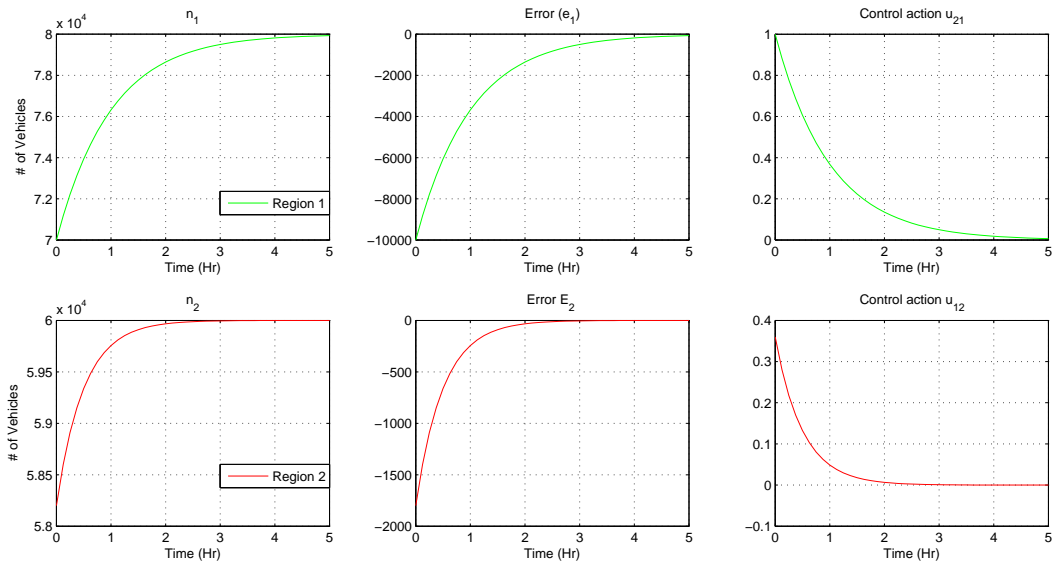 n1
x 10^4
8
7.8
7.6
7.4
7.2
7
# of Vehicles
0 1 2 3 4 5
Time (Hr)
Region 1
Error (e1)
0
−2000
−4000
−6000
−8000
−10000
0 1 2 3 4 5
Time (Hr)
Control action u21
1
0.8
0.6
0.4
0.2
0
0 1 2 3 4 5
Time (Hr)
n2
x 10^4
6
5.95
5.9
5.85
5.8
# of Vehicles
0 1 2 3 4 5
Time (Hr)
Region 2
Error E2
0
−500
−1000
−1500
−2000
0 1 2 3 4 5
Time (Hr)
Control action u12
0.4
0.3
0.2
0.1
0
−0.1
0 1 2 3 4 5
Time (Hr)